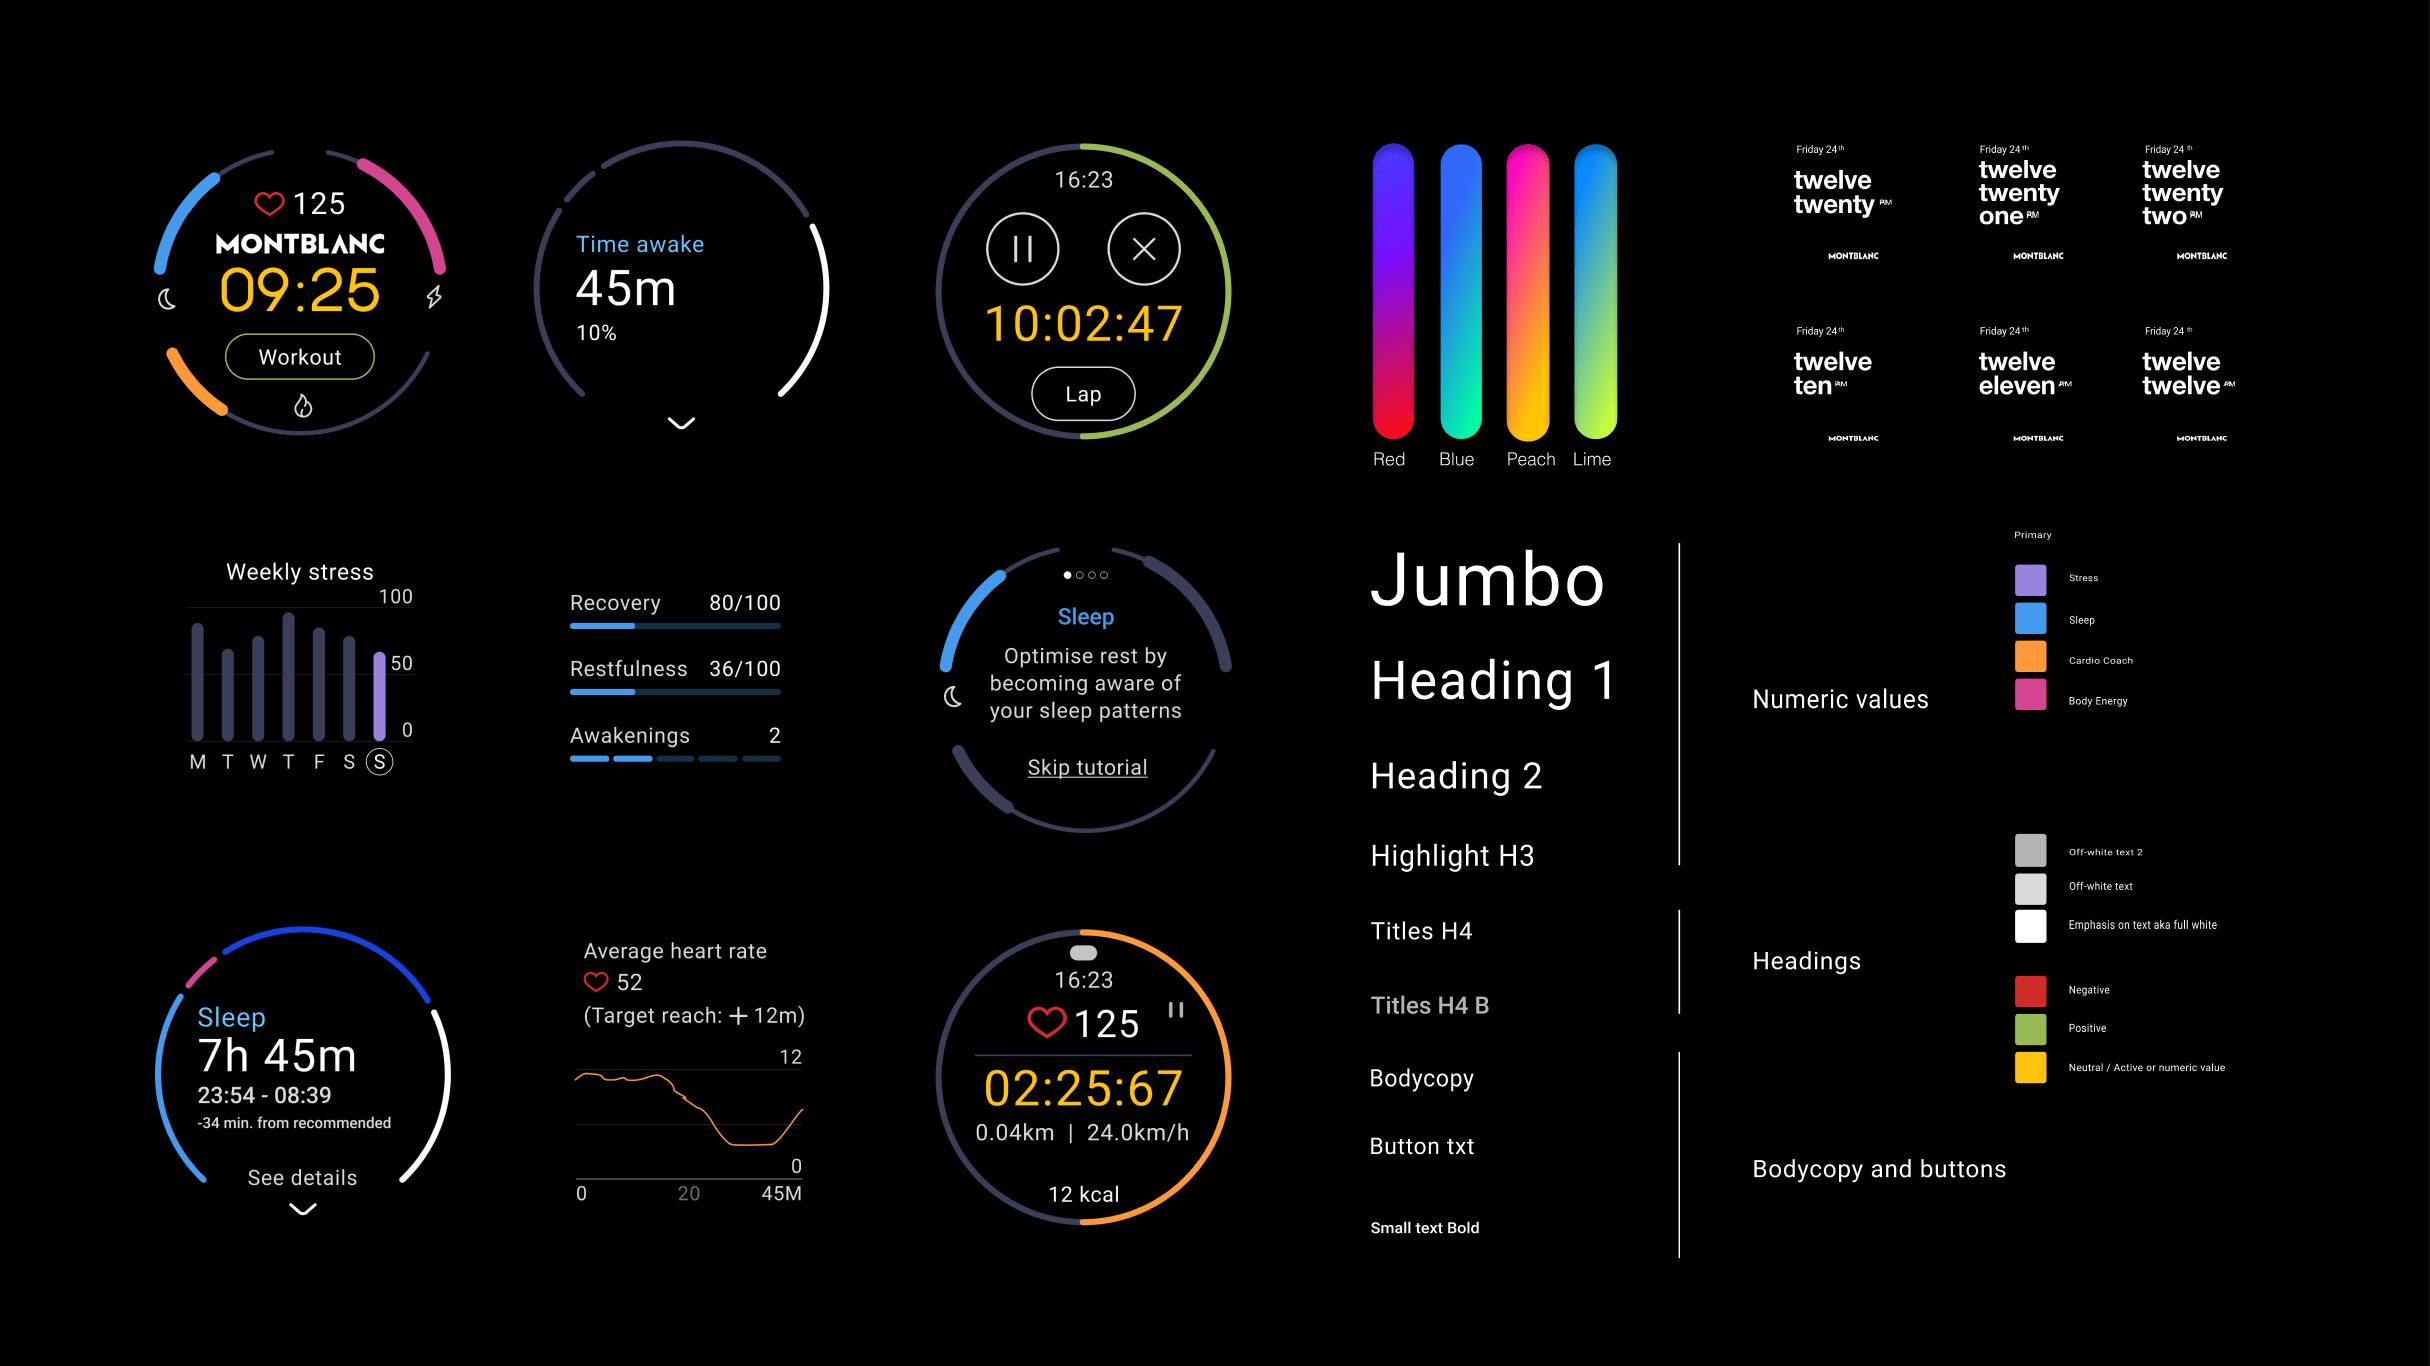 125
MONTBLANC
09:25
Workout
Time awake
45m
10%
16:23
10:02:47
Lap
Red Blue Peach Lime
Friday 24th
twelve
twenty PM
MONTBLANC
Friday 24th
twelve
twenty
one PM
MONTBLANC
Friday 24th
twelve
twenty
two PM
MONTBLANC
Friday 24th
twelve
ten PM
MONTBLANC
Friday 24th
twelve
eleven PM
MONTBLANC
Friday 24th
twelve
twelve PM
MONTBLANC
Weekly stress
100
50
0
M T W T F S S
Recovery 80/100
Restfulness 36/100
Awakenings 2
Sleep
Optimise rest by
becoming aware of
your sleep patterns
Skip tutorial
Sleep
7h 45m
23:54 - 08:39
-34 min. from recommended
See details
Average heart rate
52
(Target reach: + 12m)
12
0
0 20 45M
16:23
125
02:25:67
0.04km | 24.0km/h
12 kcal
Jumbo
Heading 1
Heading 2
Highlight H3
Titles H4
Titles H4 B
Bodycopy
Button txt
Small text Bold
Numeric values
Headings
Bodycopy and buttons
Primary
Stress
Sleep
Cardio Coach
Body Energy
Off-white text 2
Off-white text
Emphasis on text aka full white
Negative
Positive
Neutral / Active or numeric value